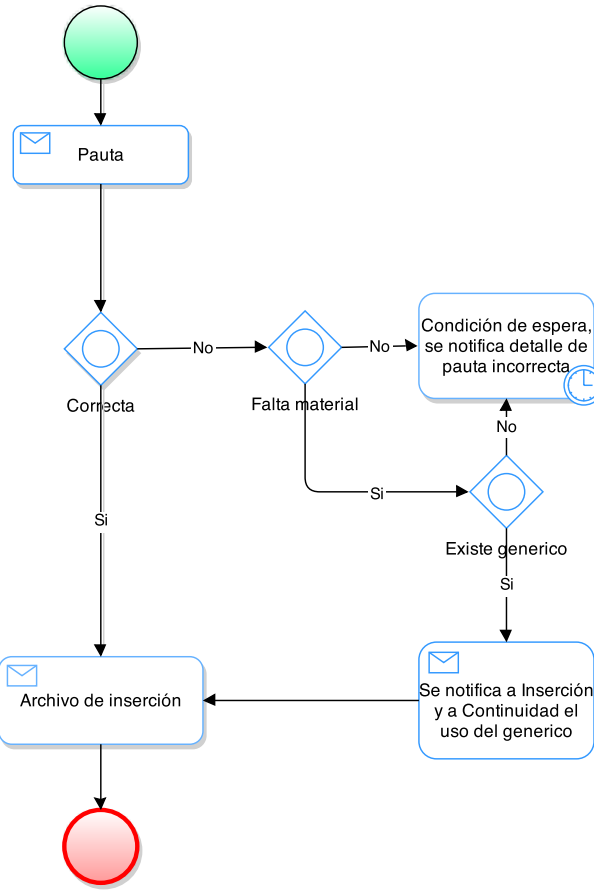 Pauta
Condición de espera,
se notifica detalle de
pauta incorrecta
No
No
Correcta
Falta material
No
Si
Existe generico
Si
Si
Se notifica a Inserción
y a Continuidad el
uso del generico
Archivo de inserción